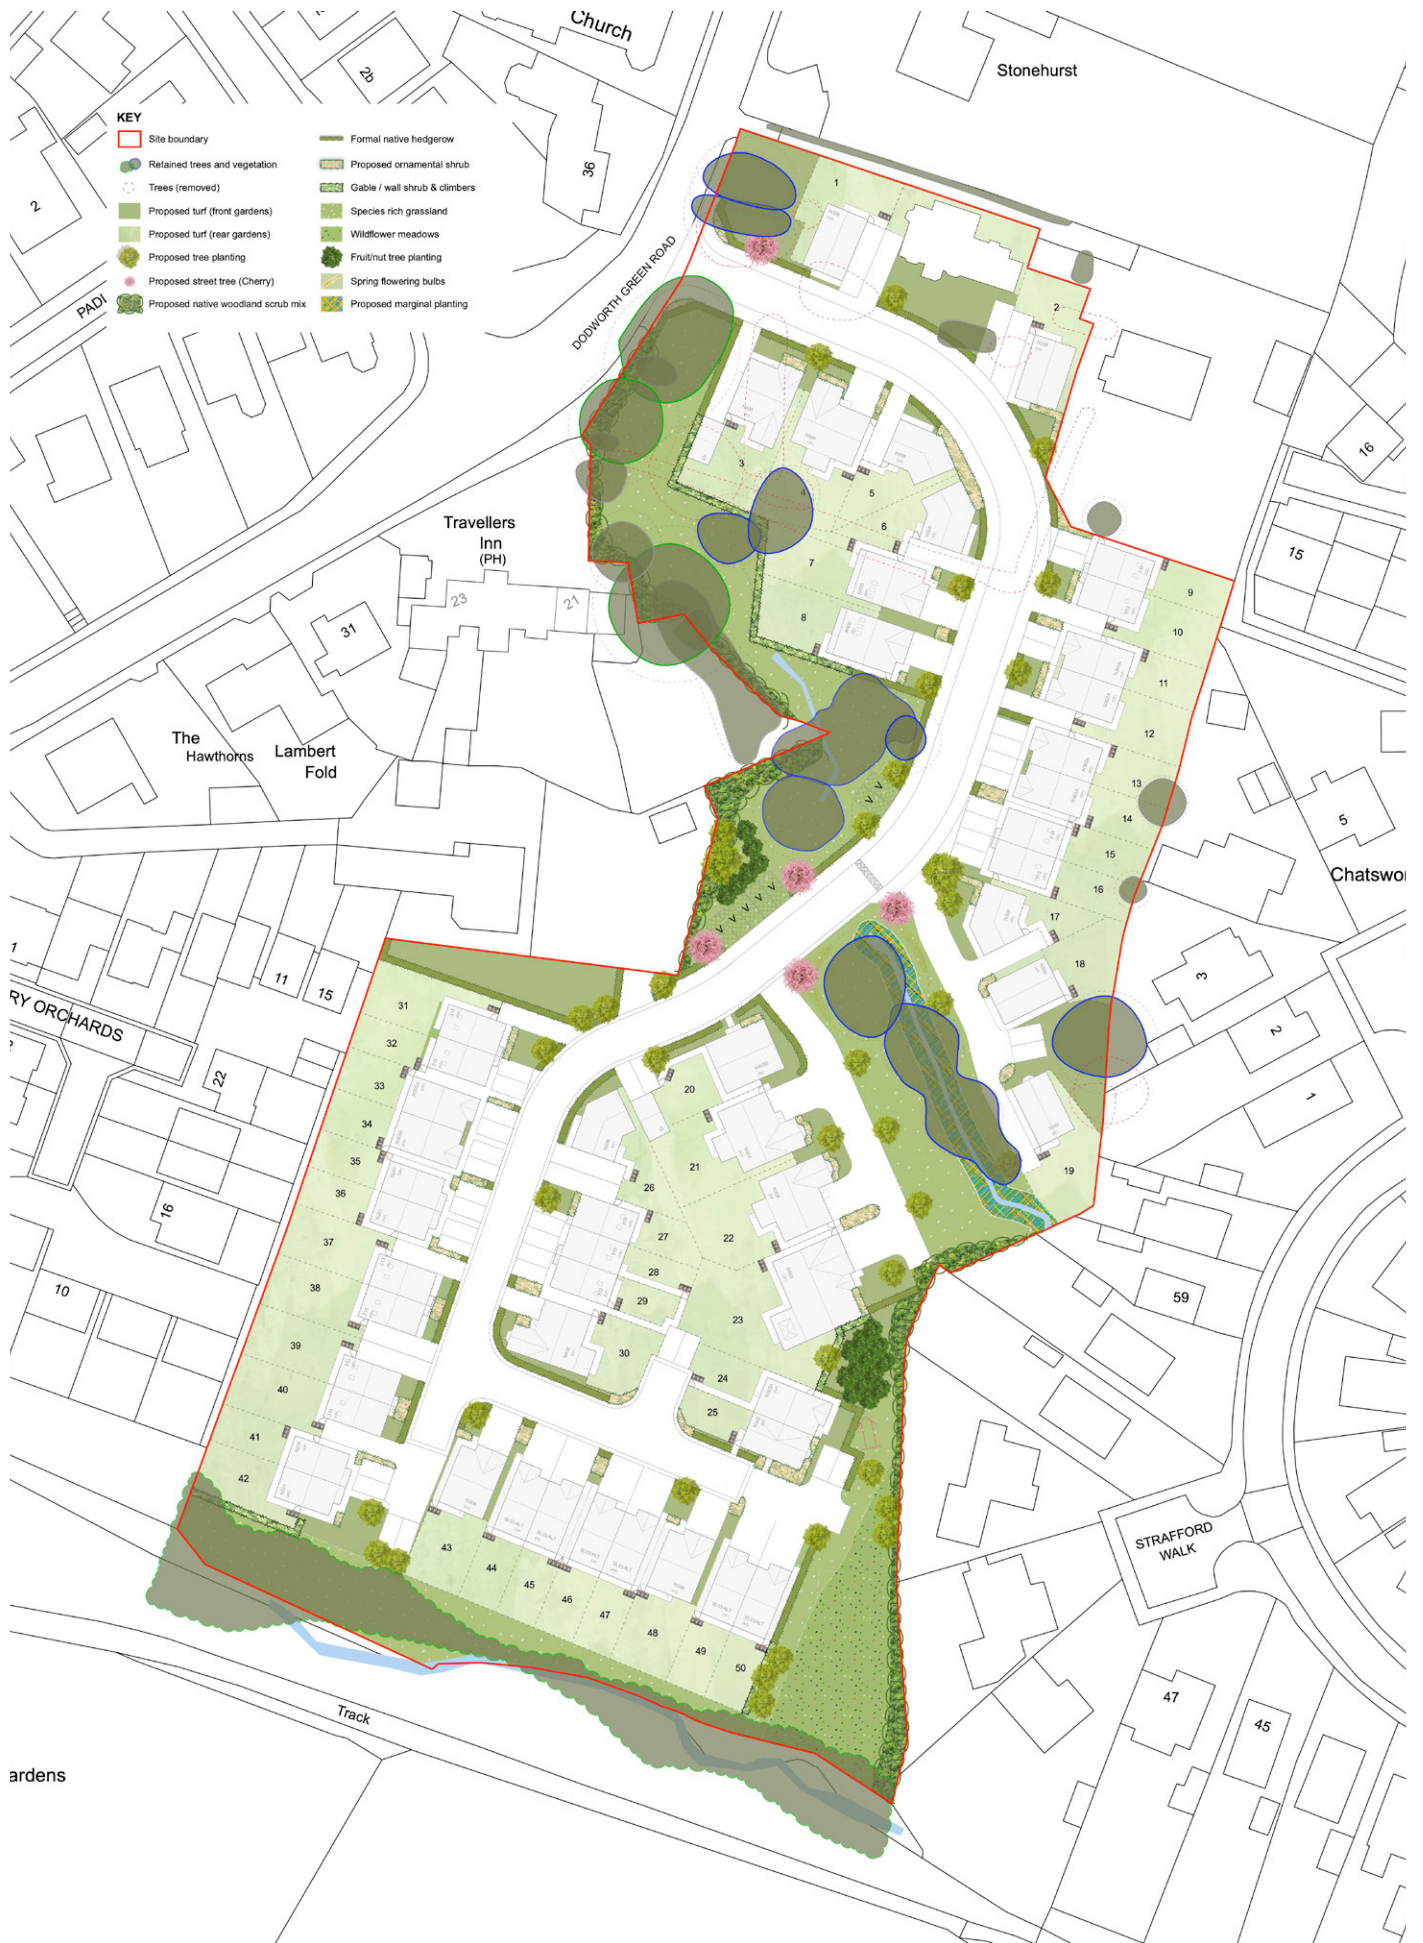 Church
Stonehurst
2b
36
2
KEY
Site boundary
Retained trees and vegetation
Trees (removed)
Proposed turf (front gardens)
Proposed turf (rear gardens)
Proposed tree planting
Proposed street tree (Cherry)
Proposed native woodland scrub mix
Formal native hedgerow
Proposed ornamental shrub
Gable / wall shrub & climbers
Species rich grassland
Wildflower meadows
Fruit/nut tree planting
Spring flowering bulbs
Proposed marginal planting
PADI
DODWORTH GREEN ROAD
1
2
3
4
5
6
7
8
9
10
11
12
13
14
15
16
17
18
19
16
15
5
Chatswor
3
2
1
Travellers
Inn
(PH)
23
21
31
The
Hawthorns
Lambert
Fold
1
11
15
RY ORCHARDS
22
16
10
20
21
22
23
24
25
26
27
28
29
30
31
32
33
34
35
36
37
38
39
40
41
42
43
44
45
46
47
48
49
50
59
STRAFFORD
WALK
47
45
Track
ardens